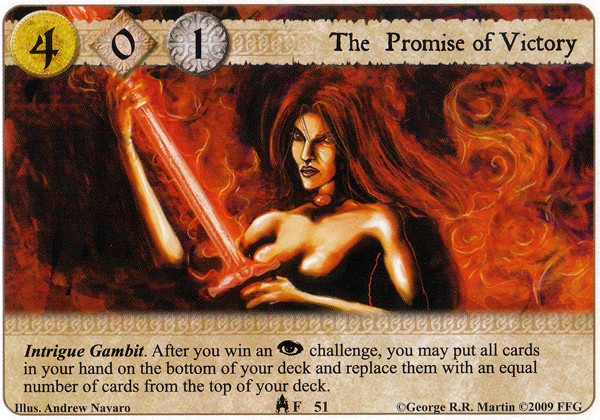 4 0 1 The Promise of Victory
Intrigue Gambit. After you win an challenge, you may put all cards
in your hand on the bottom of your deck and replace them with an equal
number of cards from the top of your deck.
Illus. Andrew Navaro F 51 ©George R.R. Martin ©2009 FFG